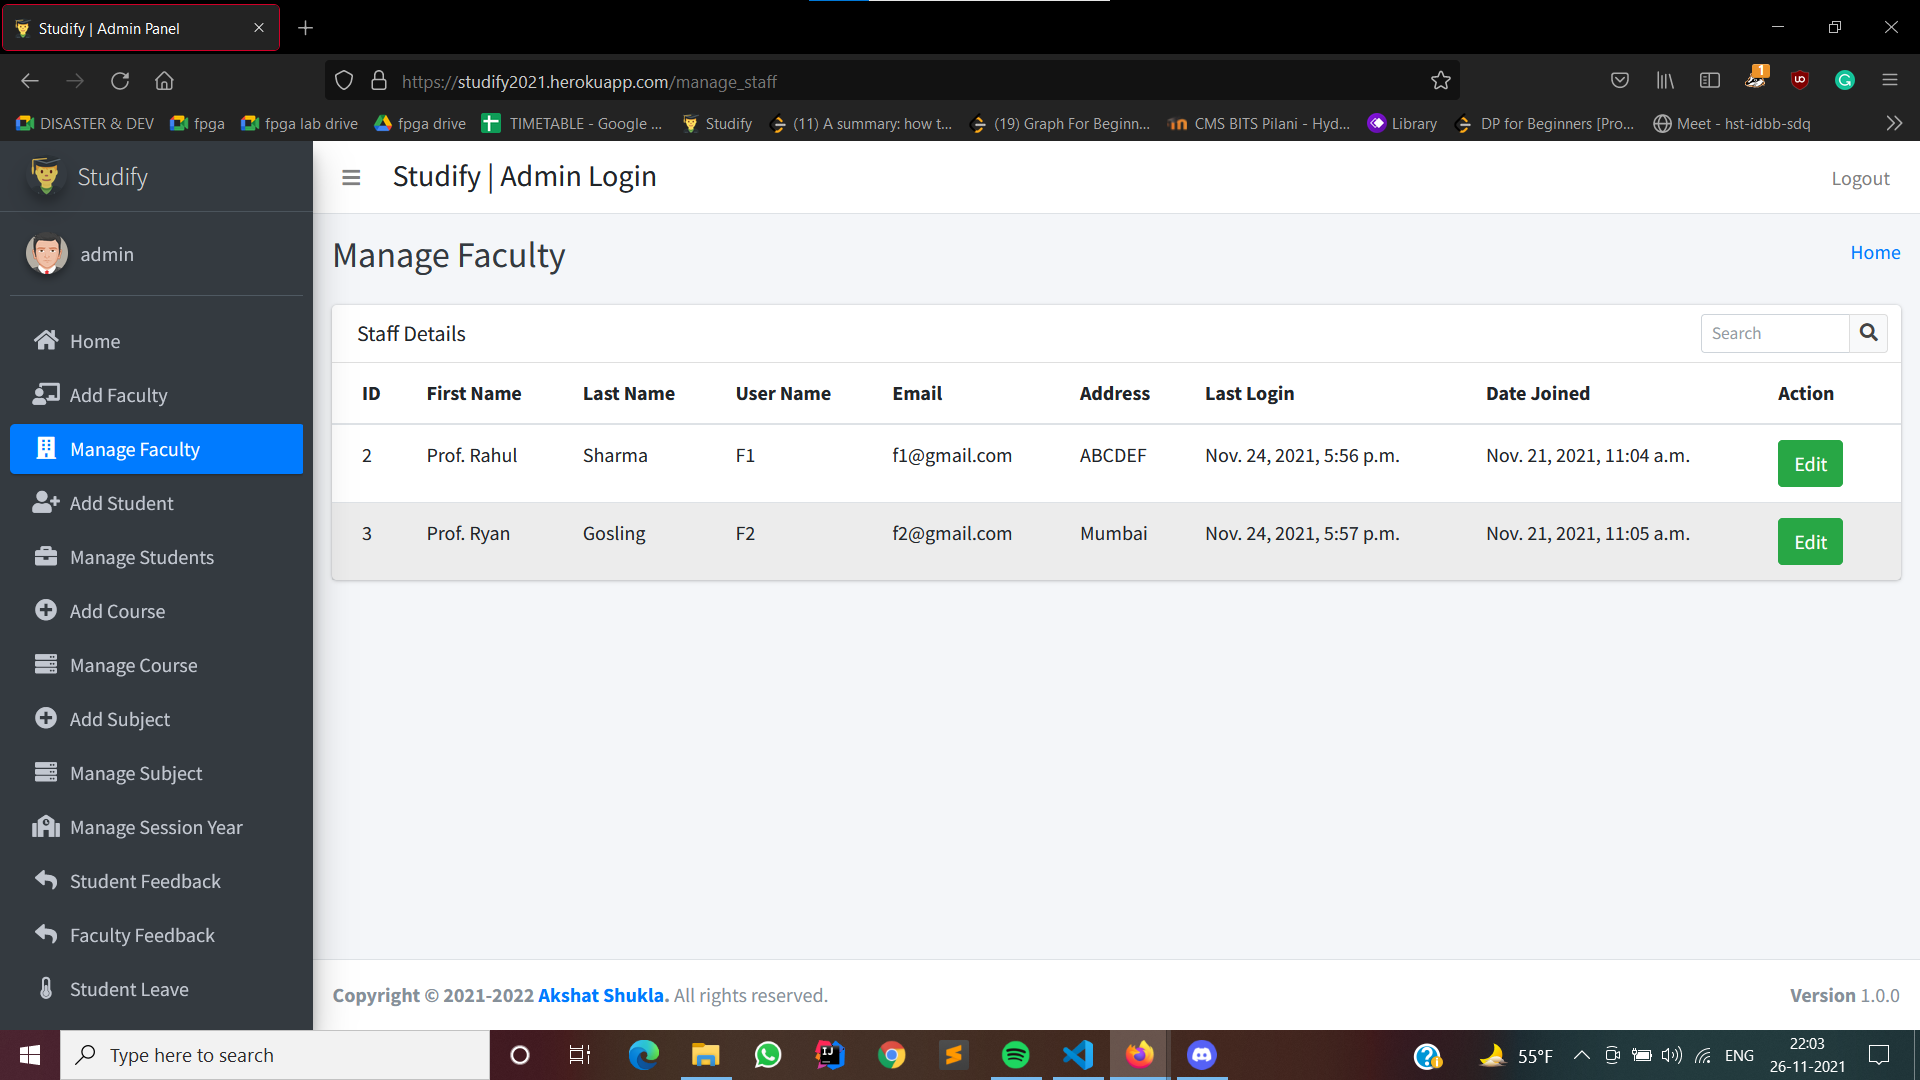 Studify | Admin Panel
https://studify2021.herokuapp.com/manage_staff
1
DISASTER & DEV fpga fpga lab drive fpga drive TIMETABLE - Google ... Studify (11) A summary: how t... (19) Graph For Beginn... CMS BITS Pilani - Hyd... Library DP for Beginners [Pro... Meet - hst-idbb-sdq
Studify
Studify | Admin Login
Logout
admin
Manage Faculty
Home
Home
Add Faculty
Manage Faculty
Add Student
Manage Students
Add Course
Manage Course
Add Subject
Manage Subject
Manage Session Year
Student Feedback
Faculty Feedback
Student Leave
Staff Details
Search
ID First Name Last Name User Name Email Address Last Login Date Joined Action
2 Prof. Rahul Sharma F1 f1@gmail.com ABCDEF Nov. 24, 2021, 5:56 p.m. Nov. 21, 2021, 11:04 a.m. Edit
3 Prof. Ryan Gosling F2 f2@gmail.com Mumbai Nov. 24, 2021, 5:57 p.m. Nov. 21, 2021, 11:05 a.m. Edit
Copyright © 2021-2022 Akshat Shukla. All rights reserved.
Version 1.0.0
Type here to search
55°F
ENG
22:03
26-11-2021